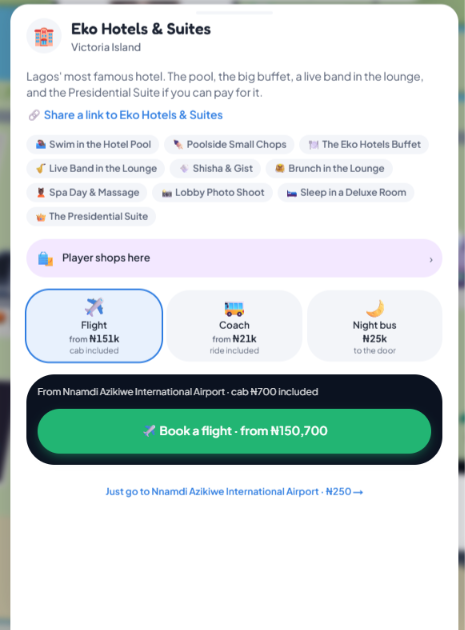 Eko Hotels & Suites
Victoria Island
Lagos' most famous hotel. The pool, the big buffet, a live band in the lounge,
and the Presidential Suite if you can pay for it.
Share a link to Eko Hotels & Suites
Swim in the Hotel Pool
Poolside Small Chops
The Eko Hotels Buffet
Live Band in the Lounge
Shisha & Gist
Brunch in the Lounge
Spa Day & Massage
Lobby Photo Shoot
Sleep in a Deluxe Room
The Presidential Suite
Player shops here ›
Flight
from ₦151k
cab included
Coach
from ₦21k
ride included
Night bus
₦25k
to the door
From Nnamdi Azikiwe International Airport · cab ₦700 included
Book a flight · from ₦150,700
Just go to Nnamdi Azikiwe International Airport · ₦250 →